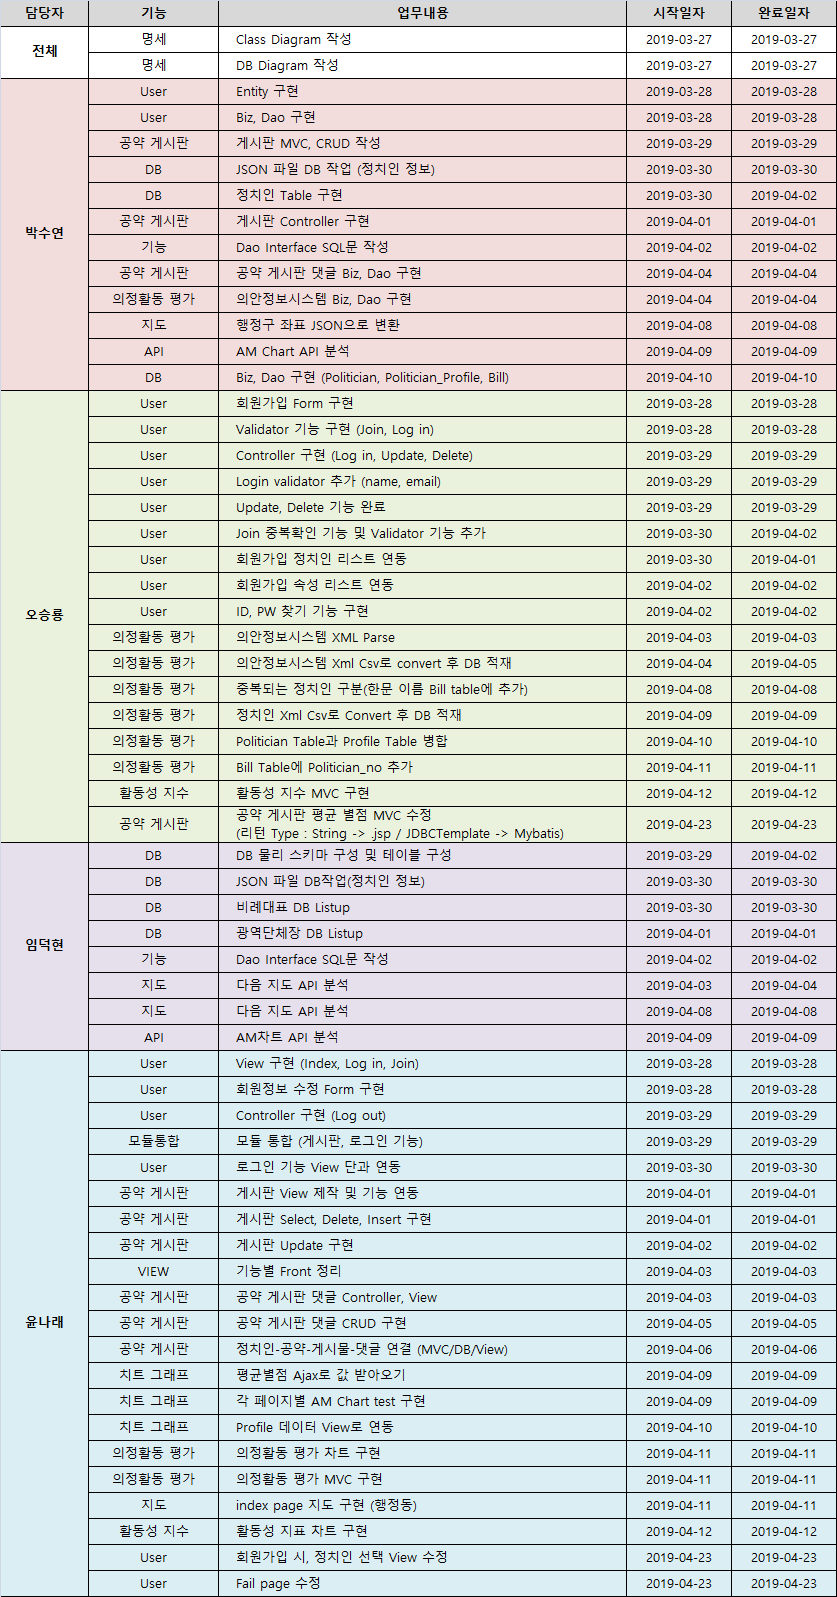 담당자 기능 업무내용 시작일자 완료일자
전체
명세 Class Diagram 작성 2019-03-27 2019-03-27
명세 DB Diagram 작성 2019-03-27 2019-03-27
박수연
User Entity 구현 2019-03-28 2019-03-28
User Biz, Dao 구현 2019-03-28 2019-03-28
공약 게시판 게시판 MVC, CRUD 작성 2019-03-29 2019-03-29
DB JSON 파일 DB 작업 (정치인 정보) 2019-03-30 2019-03-30
DB 정치인 Table 구현 2019-03-30 2019-04-02
공약 게시판 게시판 Controller 구현 2019-04-01 2019-04-01
기능 Dao Interface SQL문 작성 2019-04-02 2019-04-02
공약 게시판 공약 게시판 댓글 Biz, Dao 구현 2019-04-04 2019-04-04
의정활동 평가 의안정보시스템 Biz, Dao 구현 2019-04-04 2019-04-04
지도 행정구 좌표 JSON으로 변환 2019-04-08 2019-04-08
API AM Chart API 분석 2019-04-09 2019-04-09
DB Biz, Dao 구현 (Politician, Politician_Profile, Bill) 2019-04-10 2019-04-10
오승룡
User 회원가입 Form 구현 2019-03-28 2019-03-28
User Validator 기능 구현 (Join, Log in) 2019-03-28 2019-03-28
User Controller 구현 (Log in, Update, Delete) 2019-03-29 2019-03-29
User Login validator 추가 (name, email) 2019-03-29 2019-03-29
User Update, Delete 기능 완료 2019-03-29 2019-03-29
User Join 중복확인 기능 및 Validator 기능 추가 2019-03-30 2019-04-02
User 회원가입 정치인 리스트 연동 2019-03-30 2019-04-01
User 회원가입 속성 리스트 연동 2019-04-02 2019-04-02
User ID, PW 찾기 기능 구현 2019-04-02 2019-04-02
의정활동 평가 의안정보시스템 XML Parse 2019-04-03 2019-04-03
의정활동 평가 의안정보시스템 Xml Csv로 convert 후 DB 적재 2019-04-04 2019-04-05
의정활동 평가 중복되는 정치인 구분(한문 이름 Bill table에 추가) 2019-04-08 2019-04-08
의정활동 평가 정치인 Xml Csv로 Convert 후 DB 적재 2019-04-09 2019-04-09
의정활동 평가 Politician Table과 Profile Table 병합 2019-04-10 2019-04-10
의정활동 평가 Bill Table에 Politician_no 추가 2019-04-11 2019-04-11
활동성 지수 활동성 지수 MVC 구현 2019-04-12 2019-04-12
공약 게시판 공약 게시판 평균 별점 MVC 수정 2019-04-23 2019-04-23
(리턴 Type : String -> .jsp / JDBCTemplate -> Mybatis)
임덕현
DB DB 물리 스키마 구성 및 테이블 구성 2019-03-29 2019-04-02
DB JSON 파일 DB작업(정치인 정보) 2019-03-30 2019-03-30
DB 비례대표 DB Listup 2019-03-30 2019-03-30
DB 광역단체장 DB Listup 2019-04-01 2019-04-01
기능 Dao Interface SQL문 작성 2019-04-02 2019-04-02
지도 다음 지도 API 분석 2019-04-03 2019-04-04
지도 다음 지도 API 분석 2019-04-08 2019-04-08
API AM차트 API 분석 2019-04-09 2019-04-09
윤나래
User View 구현 (Index, Log in, Join) 2019-03-28 2019-03-28
User 회원정보 수정 Form 구현 2019-03-28 2019-03-28
User Controller 구현 (Log out) 2019-03-29 2019-03-29
모듈통합 모듈 통합 (게시판, 로그인 기능) 2019-03-29 2019-03-29
User 로그인 기능 View 단과 연동 2019-03-30 2019-03-30
공약 게시판 게시판 View 제작 및 기능 연동 2019-04-01 2019-04-01
공약 게시판 게시판 Select, Delete, Insert 구현 2019-04-01 2019-04-01
공약 게시판 게시판 Update 구현 2019-04-02 2019-04-02
VIEW 기능별 Front 정리 2019-04-03 2019-04-03
공약 게시판 공약 게시판 댓글 Controller, View 2019-04-03 2019-04-03
공약 게시판 공약 게시판 댓글 CRUD 구현 2019-04-05 2019-04-05
공약 게시판 정치인-공약-게시물-댓글 연결 (MVC/DB/View) 2019-04-06 2019-04-06
치트 그래프 평균별점 Ajax로 값 받아오기 2019-04-09 2019-04-09
치트 그래프 각 페이지별 AM Chart test 구현 2019-04-09 2019-04-09
치트 그래프 Profile 데이터 View로 연동 2019-04-10 2019-04-10
의정활동 평가 의정활동 평가 차트 구현 2019-04-11 2019-04-11
의정활동 평가 의정활동 평가 MVC 구현 2019-04-11 2019-04-11
지도 index page 지도 구현 (행정동) 2019-04-11 2019-04-11
활동성 지수 활동성 지표 차트 구현 2019-04-12 2019-04-12
User 회원가입 시, 정치인 선택 View 수정 2019-04-23 2019-04-23
User Fail page 수정 2019-04-23 2019-04-23